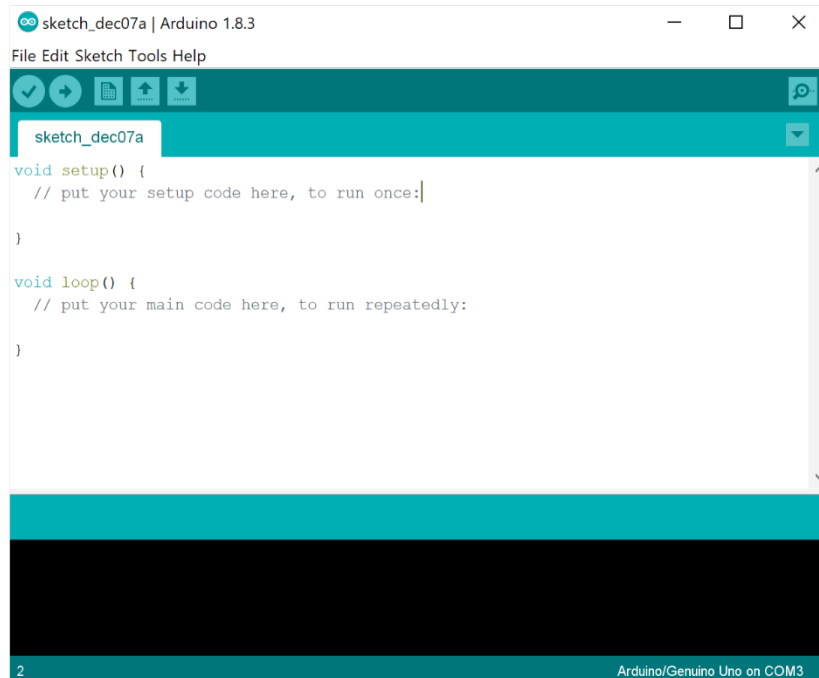 sketch_dec07a | Arduino 1.8.3
File Edit Sketch Tools Help
sketch_dec07a
void setup() {
  // put your setup code here, to run once:
}
void loop() {
  // put your main code here, to run repeatedly:
}
2 Arduino/Genuino Uno on COM3